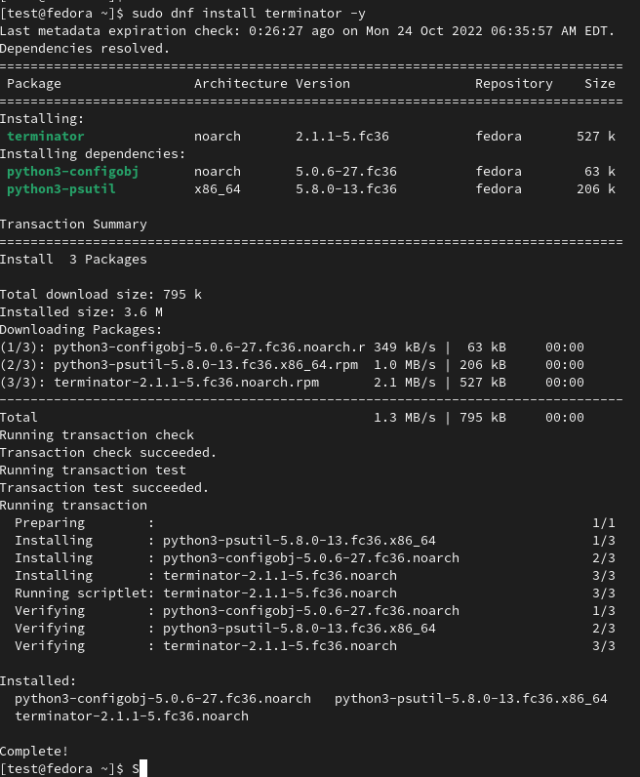 [test@fedora ~]$ sudo dnf install terminator -y
Last metadata expiration check: 0:26:27 ago on Mon 24 Oct 2022 06:35:57 AM EDT.
Dependencies resolved.
================================================================================
 Package                Architecture Version                Repository    Size
================================================================================
Installing:
 terminator             noarch       2.1.1-5.fc36           fedora       527 k
Installing dependencies:
 python3-configobj      noarch       5.0.6-27.fc36          fedora        63 k
 python3-psutil         x86_64       5.8.0-13.fc36          fedora       206 k

Transaction Summary
================================================================================
Install  3 Packages

Total download size: 795 k
Installed size: 3.6 M
Downloading Packages:
(1/3): python3-configobj-5.0.6-27.fc36.noarch.r 349 kB/s |  63 kB     00:00
(2/3): python3-psutil-5.8.0-13.fc36.x86_64.rpm  1.0 MB/s | 206 kB     00:00
(3/3): terminator-2.1.1-5.fc36.noarch.rpm       2.1 MB/s | 527 kB     00:00
--------------------------------------------------------------------------------
Total                                           1.3 MB/s | 795 kB     00:00
Running transaction check
Transaction check succeeded.
Running transaction test
Transaction test succeeded.
Running transaction
  Preparing        :                                                        1/1
  Installing       : python3-psutil-5.8.0-13.fc36.x86_64                    1/3
  Installing       : python3-configobj-5.0.6-27.fc36.noarch                 2/3
  Installing       : terminator-2.1.1-5.fc36.noarch                         3/3
  Running scriptlet: terminator-2.1.1-5.fc36.noarch                         3/3
  Verifying        : python3-configobj-5.0.6-27.fc36.noarch                 1/3
  Verifying        : python3-psutil-5.8.0-13.fc36.x86_64                    2/3
  Verifying        : terminator-2.1.1-5.fc36.noarch                         3/3

Installed:
  python3-configobj-5.0.6-27.fc36.noarch   python3-psutil-5.8.0-13.fc36.x86_64
  terminator-2.1.1-5.fc36.noarch

Complete!
[test@fedora ~]$ S